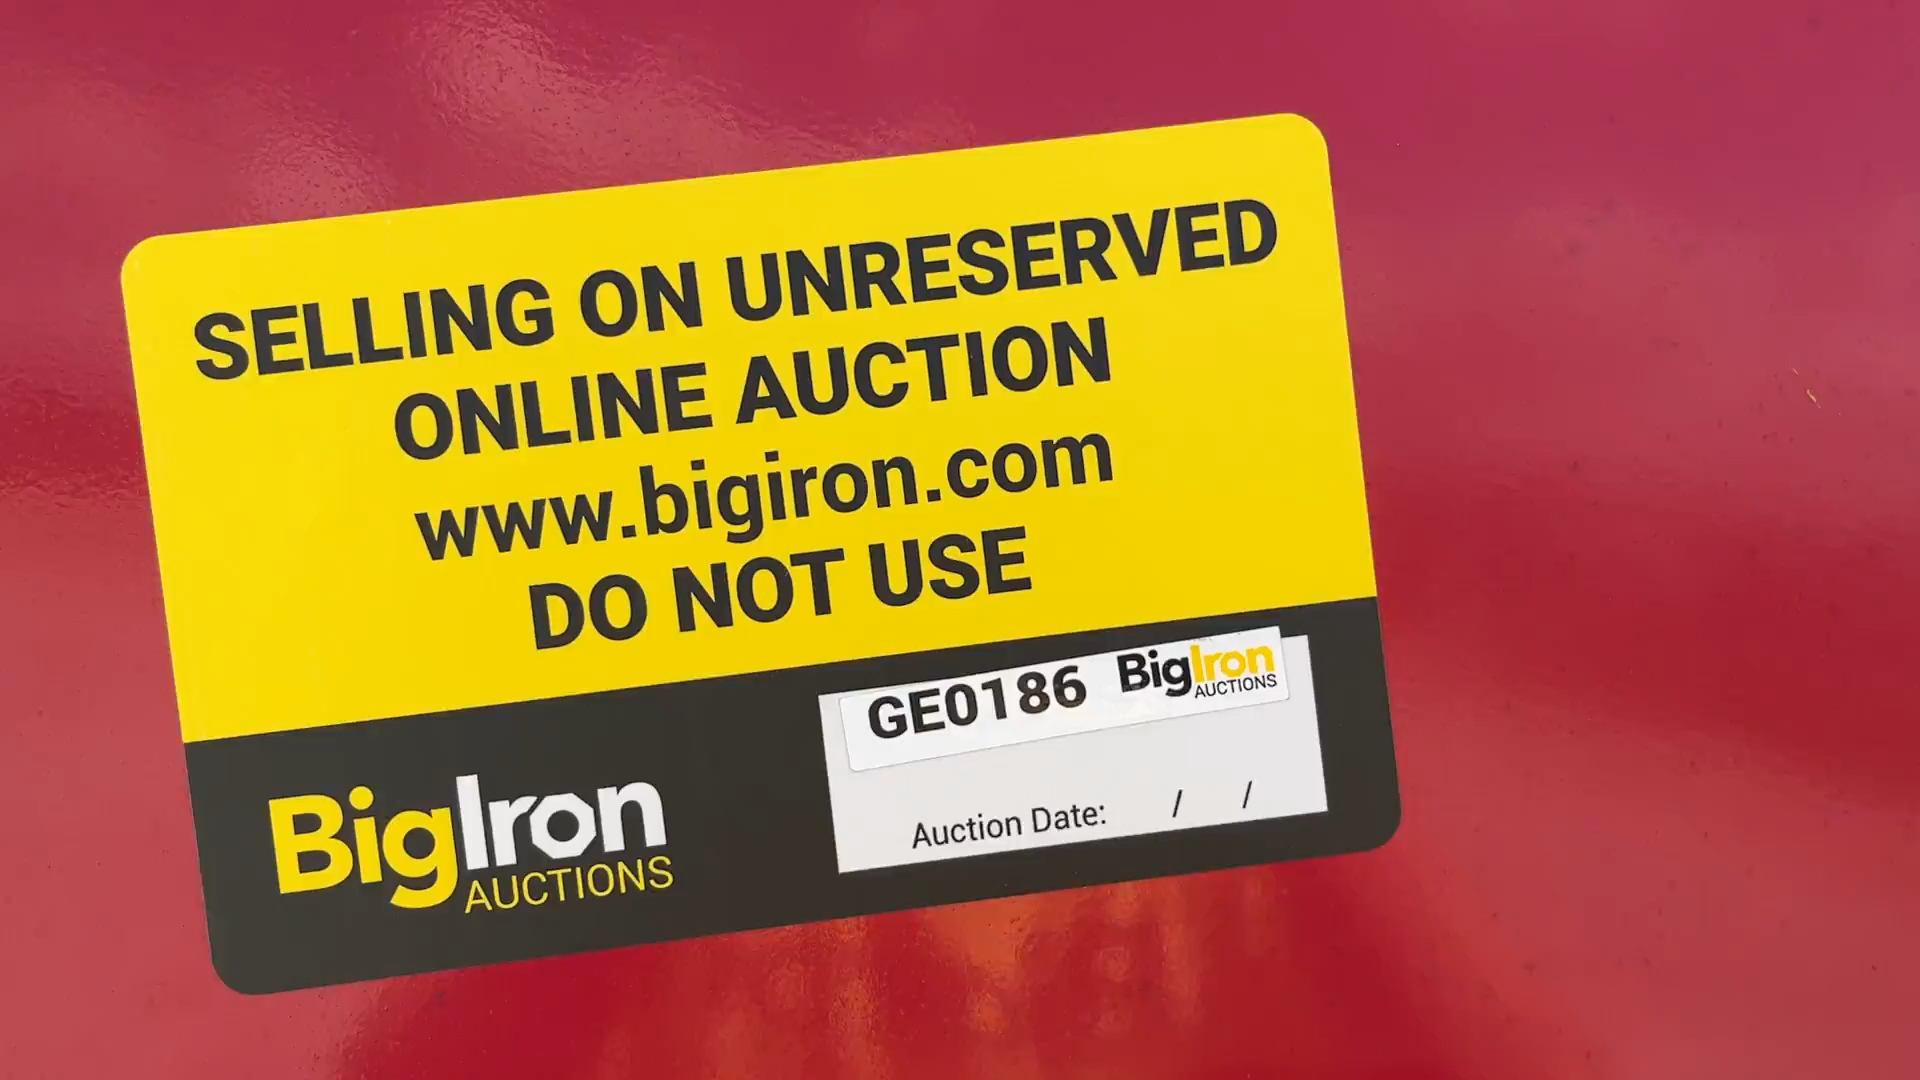 SELLING ON UNRESERVED
ONLINE AUCTION
www.bigiron.com
DO NOT USE
GE0186 BigIron
AUCTIONS
Auction Date: / /
BigIron
AUCTIONS